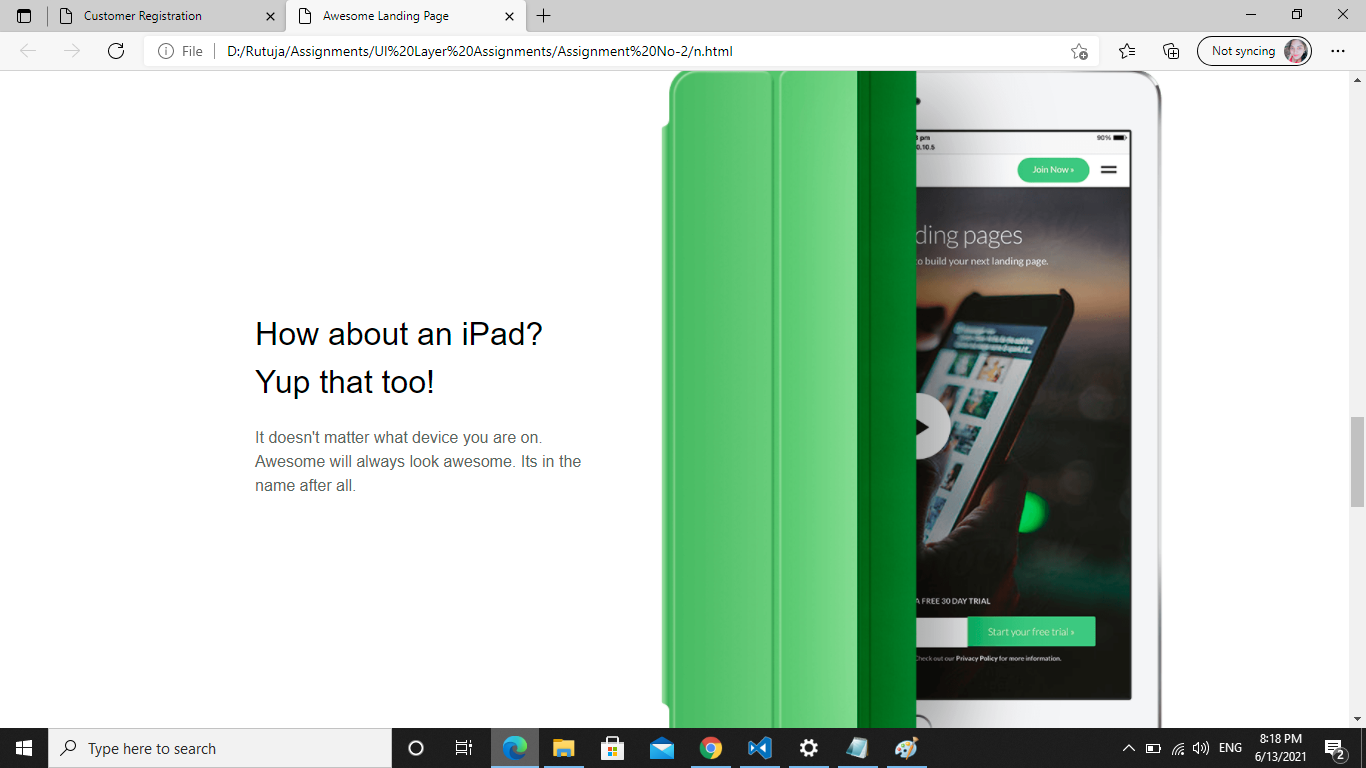 Customer Registration
Awesome Landing Page
File
D:/Rutuja/Assignments/UI%20Layer%20Assignments/Assignment%20No-2/n.html
Not syncing
pm 90%
0.10.5
Join Now »
ding pages
o build your next landing page.
How about an iPad?
Yup that too!
It doesn't matter what device you are on.
Awesome will always look awesome. Its in the
name after all.
A FREE 30 DAY TRIAL
Start your free trial »
Check out our Privacy Policy for more information.
Type here to search
ENG
8:18 PM
6/13/2021
2